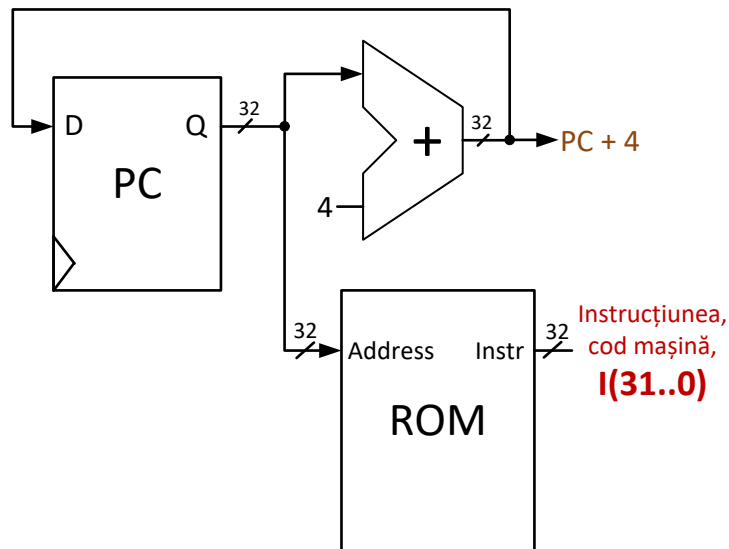 D
Q
32
PC
4
+
32
PC + 4
32
Address
Instr
32
ROM
Instrucțiunea,
cod mașină,
I(31..0)